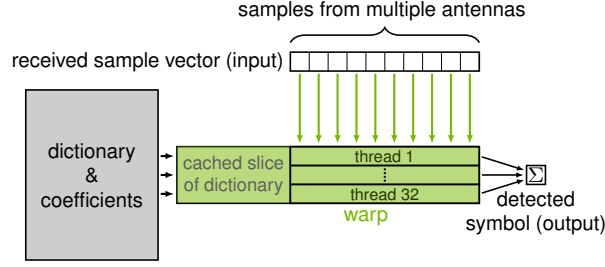 samples from multiple antennas
received sample vector (input)
dictionary
&
coefficients
cached slice
of dictionary
thread 1
thread 32
warp
Σ
detected
symbol (output)